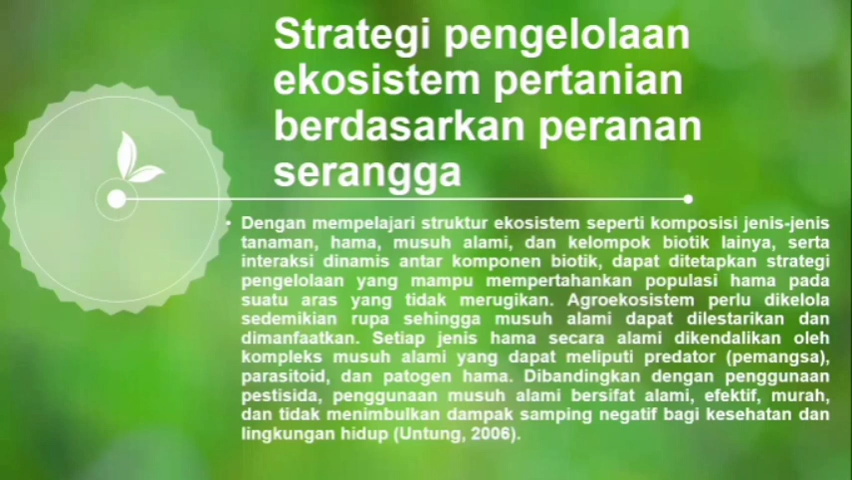 Strategi pengelolaan
ekosistem pertanian
berdasarkan peranan
serangga
• Dengan mempelajari struktur ekosistem seperti komposisi jenis-jenis
tanaman, hama, musuh alami, dan kelompok biotik lainya, serta
interaksi dinamis antar komponen biotik, dapat ditetapkan strategi
pengelolaan yang mampu mempertahankan populasi hama pada
suatu aras yang tidak merugikan. Agroekosistem perlu dikelola
sedemikian rupa sehingga musuh alami dapat dilestarikan dan
dimanfaatkan. Setiap jenis hama secara alami dikendalikan oleh
kompleks musuh alami yang dapat meliputi predator (pemangsa),
parasitoid, dan patogen hama. Dibandingkan dengan penggunaan
pestisida, penggunaan musuh alami bersifat alami, efektif, murah,
dan tidak menimbulkan dampak samping negatif bagi kesehatan dan
lingkungan hidup (Untung, 2006).